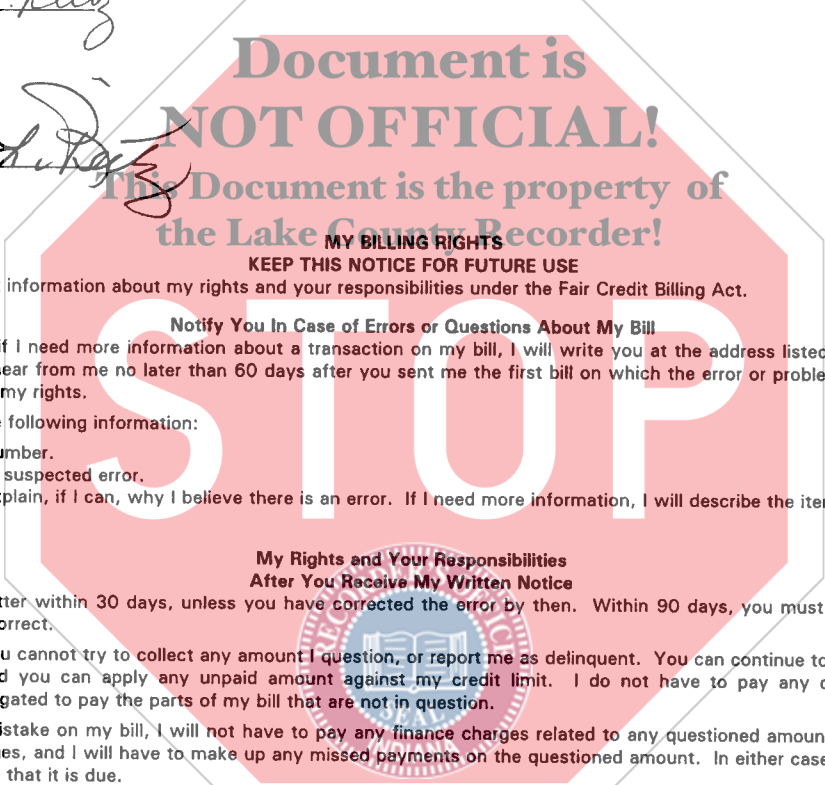 Document is
NOT OFFICIAL!
This Document is the property of
the Lake County Recorder!
MY BILLING RIGHTS
KEEP THIS NOTICE FOR FUTURE USE
information about my rights and your responsibilities under the Fair Credit Billing Act.
Notify You In Case of Errors or Questions About My Bill
if I need more information about a transaction on my bill, I will write you at the address listed
ear from me no later than 60 days after you sent me the first bill on which the error or proble
my rights.
following information:
umber.
suspected error.
plain, if I can, why I believe there is an error. If I need more information, I will describe the iter
STOP
My Rights and Your Responsibilities
After You Receive My Written Notice
tter within 30 days, unless you have corrected the error by then. Within 90 days, you must
orrect.
u cannot try to collect any amount I question, or report me as delinquent. You can continue to
d you can apply any unpaid amount against my credit limit. I do not have to pay any
gated to pay the parts of my bill that are not in question.
istake on my bill, I will not have to pay any finance charges related to any questioned amoun
es, and I will have to make up any missed payments on the questioned amount. In either case
that it is due.
RECORDER'S OFFICE
SEAL
INDIANA